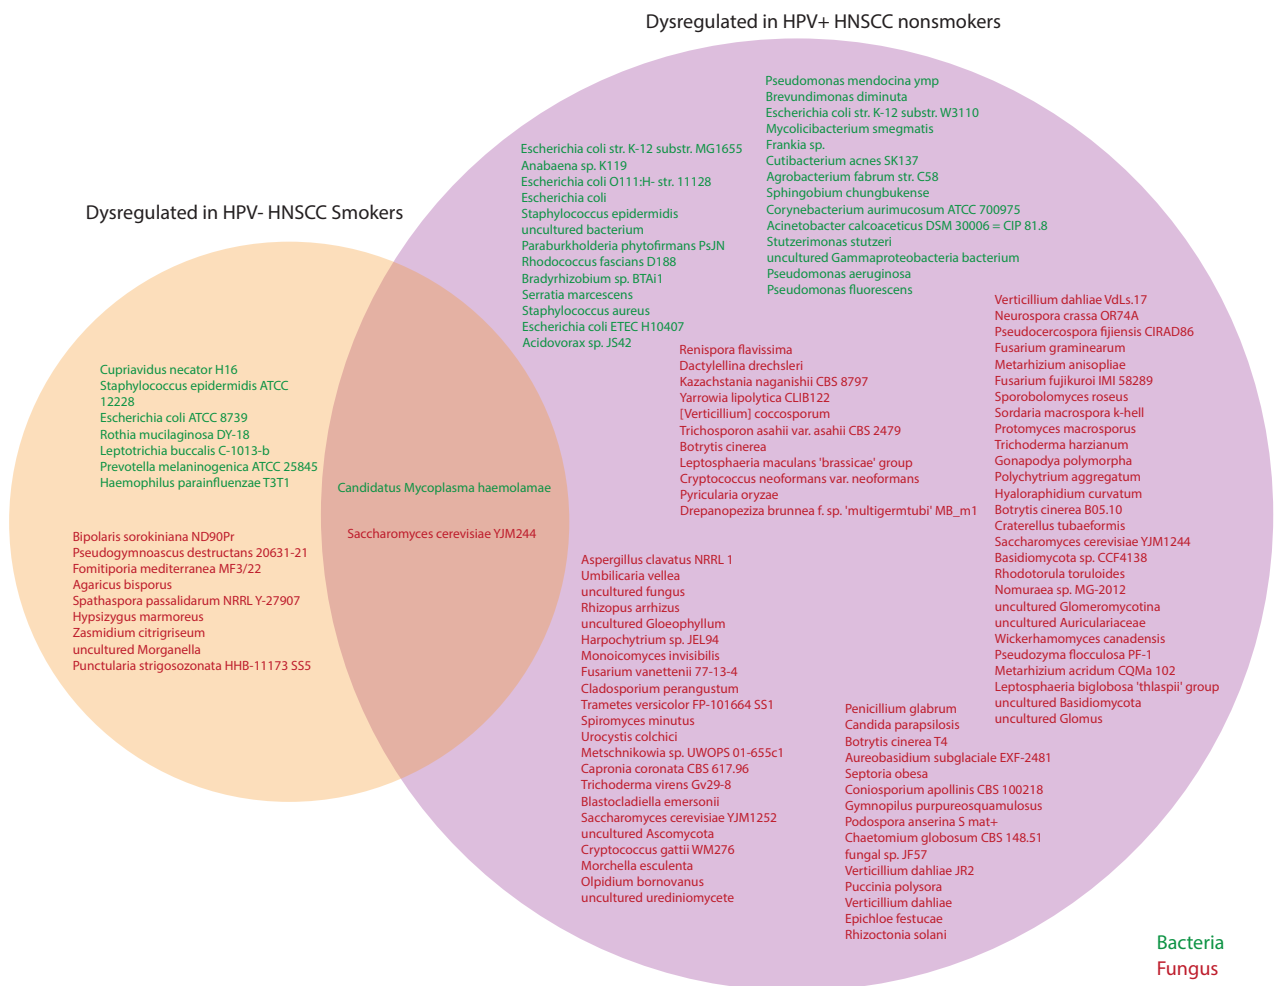 Dysregulated in HPV+ HNSCC nonsmokers
Pseudomonas mendocina ymp
Brevundimonas diminuta
Escherichia coli str. K-12 substr. W3110
Mycolicibacterium smegmatis
Frankia sp.
Cutibacterium acnes SK137
Agrobacterium fabrum str. C58
Sphingobium chungbukense
Corynebacterium aurimucosum ATCC 700975
Acinetobacter calcoaceticus DSM 30006 = CIP 81.8
Stutzerimonas stutzeri
uncultured Gammaproteobacteria bacterium
Pseudomonas aeruginosa
Pseudomonas fluorescens
Escherichia coli str. K-12 substr. MG1655
Anabaena sp. K119
Escherichia coli O111:H- str. 11128
Escherichia coli
Staphylococcus epidermidis
uncultured bacterium
Paraburkholderia phytofirmans PsJN
Rhodococcus fascians D188
Bradyrhizobium sp. BTAi1
Serratia marcescens
Staphylococcus aureus
Escherichia coli ETEC H10407
Acidovorax sp. JS42
Dysregulated in HPV- HNSCC Smokers
Cupriavidus necator H16
Staphylococcus epidermidis ATCC
12228
Escherichia coli ATCC 8739
Rothia mucilaginosa DY-18
Leptotrichia buccalis C-1013-b
Prevotella melaninogenica ATCC 25845
Haemophilus parainfluenzae T3T1
Bipolaris sorokiniana ND90Pr
Pseudogymnoascus destructans 20631-21
Fomitiporia mediterranea MF3/22
Agaricus bisporus
Spathaspora passalidarum NRRL Y-27907
Hypsizygus marmoreus
Zasmidium citrigriseum
uncultured Morganella
Punctularia strigosozonata HHB-11173 SS5
Candidatus Mycoplasma haemolamae
Saccharomyces cerevisiae YJM244
Renispora flavissima
Dactylellina drechsleri
Kazachstania naganishii CBS 8797
Yarrowia lipolytica CLIB122
[Verticillium] coccosporum
Trichosporon asahii var. asahii CBS 2479
Botrytis cinerea
Leptosphaeria maculans 'brassicae' group
Cryptococcus neoformans var. neoformans
Pyricularia oryzae
Drepanopeziza brunnea f. sp. 'multigermtubi' MB_m1
Verticillium dahliae VdLs.17
Neurospora crassa OR74A
Pseudocercospora fijiensis CIRAD86
Fusarium graminearum
Metarhizium anisopliae
Fusarium fujikuroi IMI 58289
Sporobolomyces roseus
Sordaria macrospora k-hell
Protomyces macrosporus
Trichoderma harzianum
Gonapodya polymorpha
Polychytrium aggregatum
Hyaloraphidium curvatum
Botrytis cinerea B05.10
Craterellus tubaeformis
Saccharomyces cerevisiae YJM1244
Basidiomycota sp. CCF4138
Rhodotorula toruloides
Nomuraea sp. MG-2012
uncultured Glomeromycotina
uncultured Auriculariaceae
Wickerhamomyces canadensis
Pseudozyma flocculosa PF-1
Metarhizium acridum CQMa 102
Leptosphaeria biglobosa 'thlaspii' group
uncultured Basidiomycota
uncultured Glomus
Aspergillus clavatus NRRL 1
Umbilicaria vellea
uncultured fungus
Rhizopus arrhizus
uncultured Gloeophyllum
Harpochytrium sp. JEL94
Monoicomyces invisibilis
Fusarium vanettenii 77-13-4
Cladosporium perangustum
Trametes versicolor FP-101664 SS1
Spiromyces minutus
Urocystis colchici
Metschnikowia sp. UWOPS 01-655c1
Capronia coronata CBS 617.96
Trichoderma virens Gv29-8
Blastocladiella emersonii
Saccharomyces cerevisiae YJM1252
uncultured Ascomycota
Cryptococcus gattii WM276
Morchella esculenta
Olpidium bornovanus
uncultured urediniomycete
Penicillium glabrum
Candida parapsilosis
Botrytis cinerea T4
Aureobasidium subglaciale EXF-2481
Septoria obesa
Coniosporium apollinis CBS 100218
Gymnopilus purpureosquamulosus
Podospora anserina S mat+
Chaetomium globosum CBS 148.51
fungal sp. JF57
Verticillium dahliae JR2
Puccinia polysora
Verticillium dahliae
Epichloe festucae
Rhizoctonia solani
Bacteria
Fungus